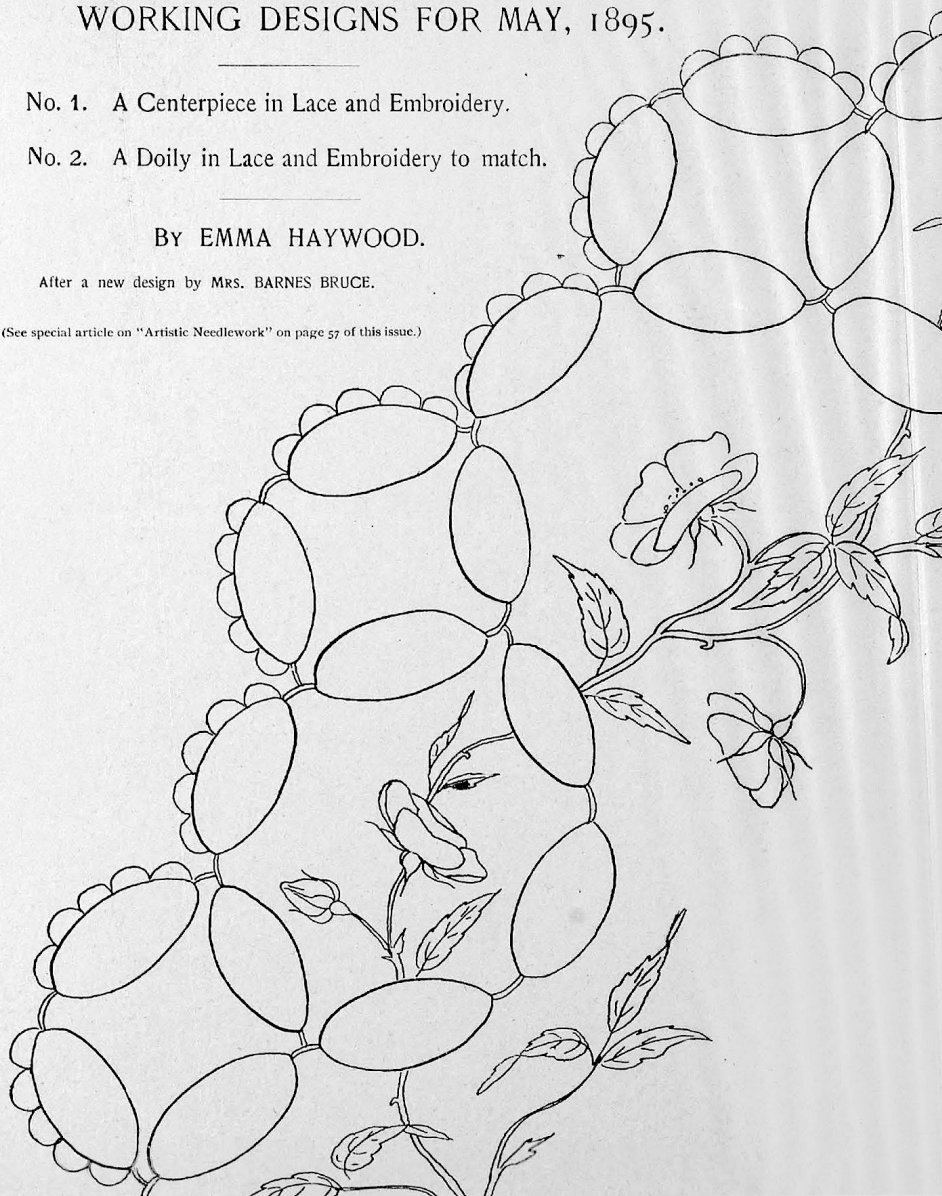 WORKING DESIGNS FOR MAY, 1895.
No. 1. A Centerpiece in Lace and Embroidery.
No. 2. A Doily in Lace and Embroidery to match.
BY EMMA HAYWOOD.
After a new design by MRS. BARNES BRUCE.
(See special article on "Artistic Needlework" on page 57 of this issue.)